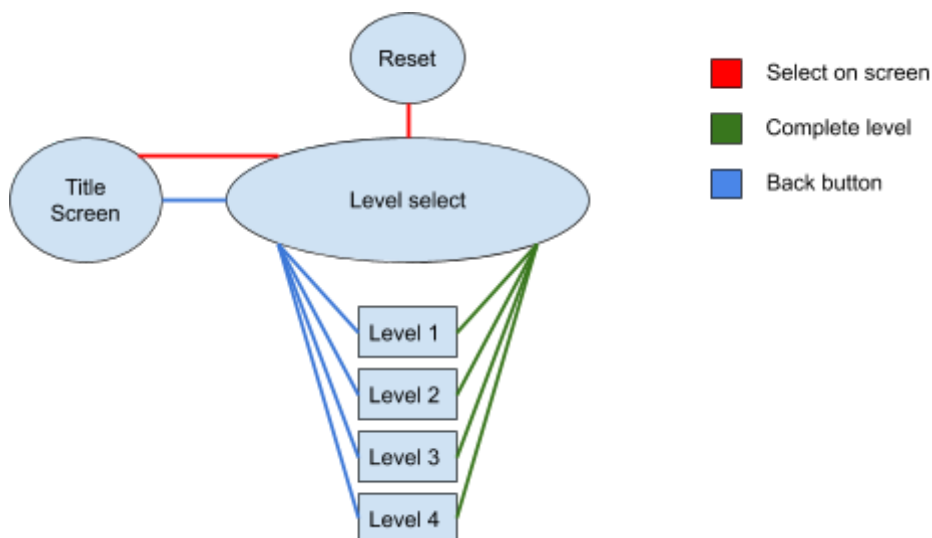 Reset
Select on screen
Complete level
Back button
Title
Screen
Level select
Level 1
Level 2
Level 3
Level 4